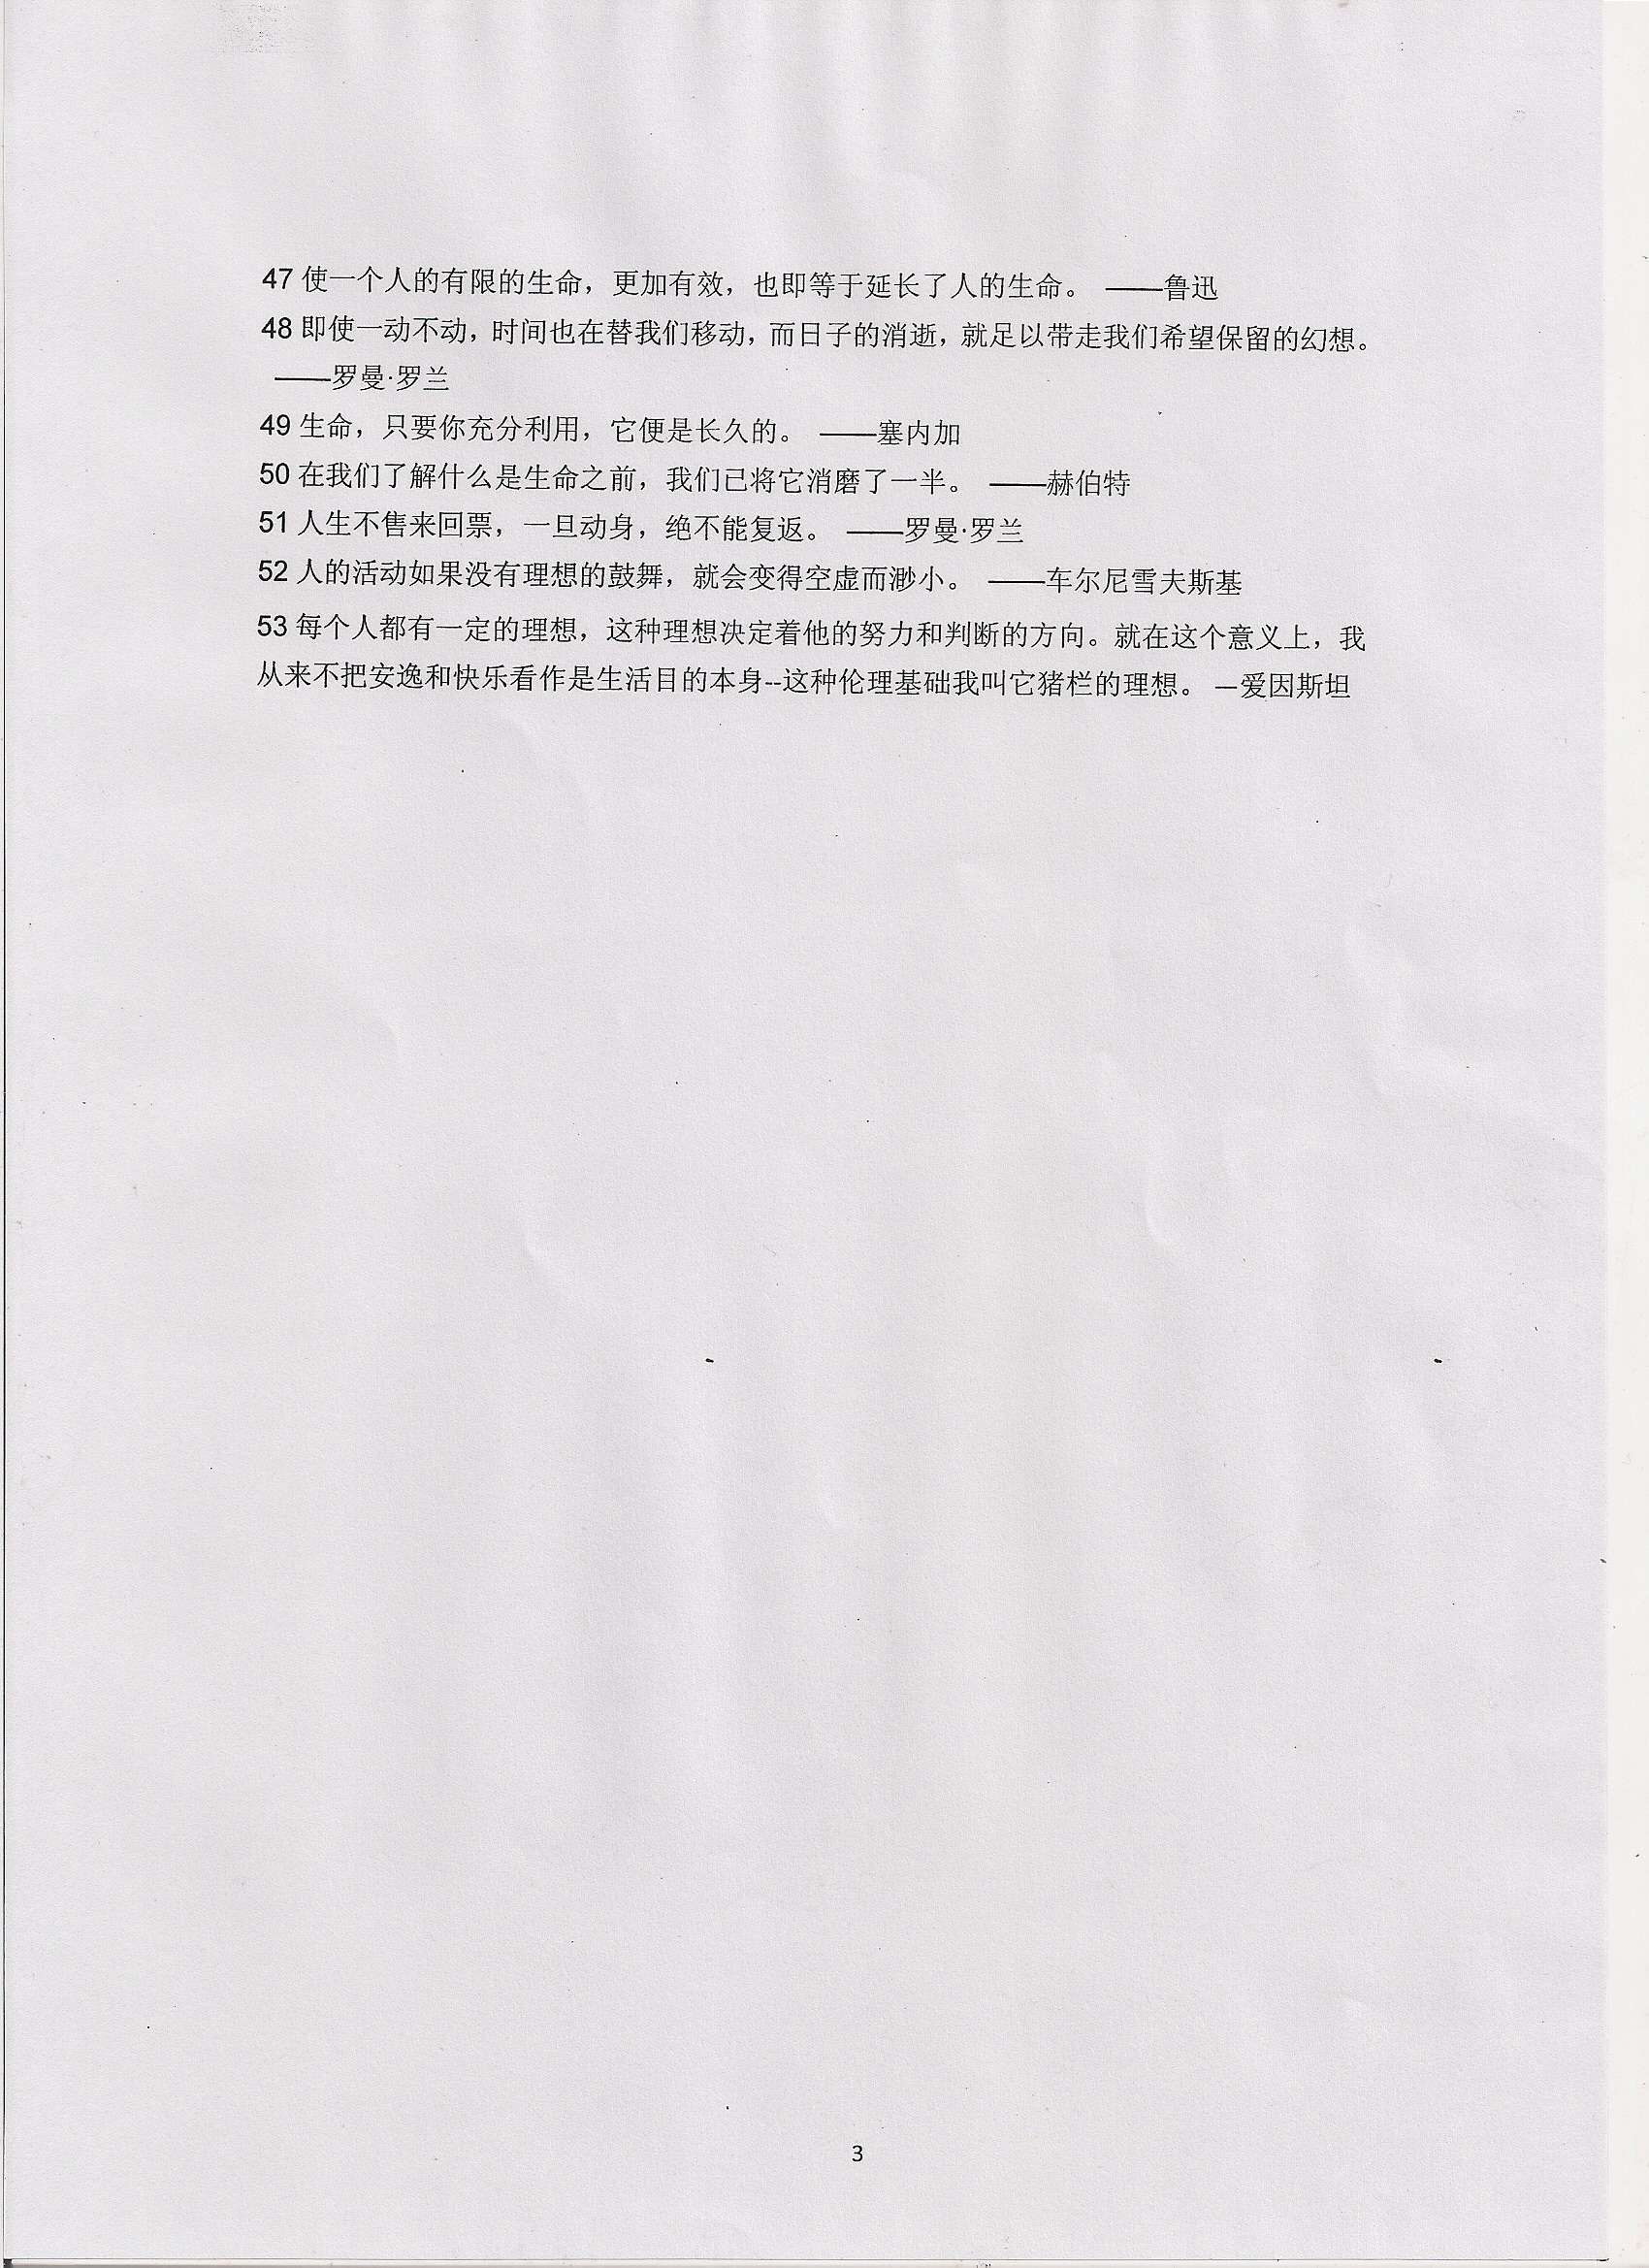 47 使一个人的有限的生命，更加有效，也即等于延长了人的生命。 ——鲁迅
48 即使一动不动，时间也在替我们移动，而日子的消逝，就足以带走我们希望保留的幻想。
——罗曼·罗兰
49 生命，只要你充分利用，它便是长久的。 ——塞内加
50 在我们了解什么是生命之前，我们已将它消磨了一半。 ——赫伯特
51 人生不售来回票，一旦动身，绝不能复返。 ——罗曼·罗兰
52 人的活动如果没有理想的鼓舞，就会变得空虚而渺小。 ——车尔尼雪夫斯基
53 每个人都有一定的理想，这种理想决定着他的努力和判断的方向。就在这个意义上，我
从来不把安逸和快乐看作是生活目的本身--这种伦理基础我叫它猪栏的理想。 —爱因斯坦
3